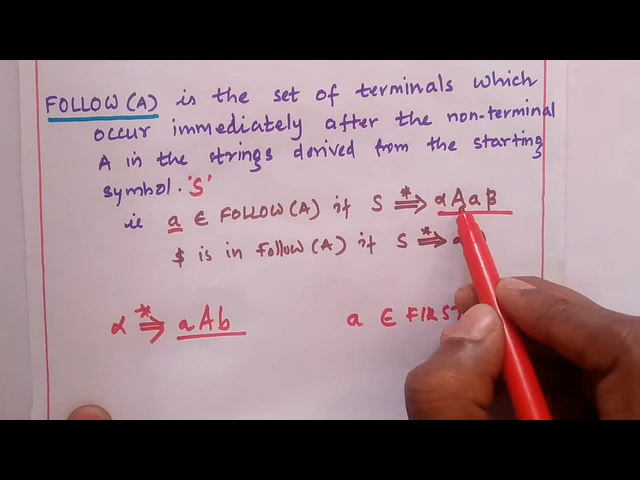 FOLLOW(A) is the set of terminals which
occur immediately after the non-terminal
A in the strings derived from the starting
symbol. 'S'
ie a ∈ FOLLOW(A) if S *⇒ αAaβ
$ is in Follow(A) if S *⇒
α *⇒ aAb a ∈ FIRST